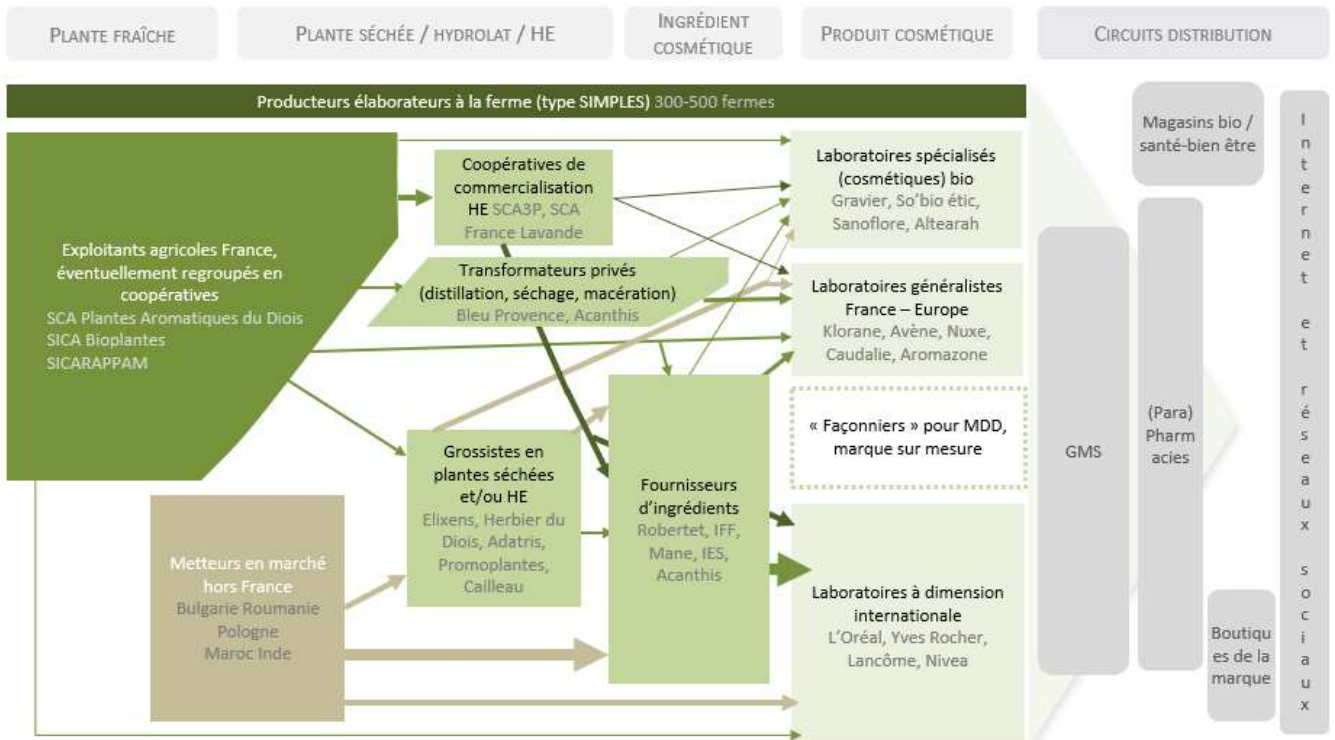 PLANTE FRAÎCHE
PLANTE SÉCHÉE / HYDROLAT / HE
INGRÉDIENT
COSMÉTIQUE
PRODUIT COSMÉTIQUE
CIRCUITS DISTRIBUTION
Producteurs élaborateurs à la ferme (type SIMPLES) 300-500 fermes
Exploitants agricoles France,
éventuellement regroupés en
coopératives
SCA Plantes Aromatiques du Diois
SICA Bioplantes
SICARAPPAM
Metteurs en marché
hors France
Bulgarie Roumanie
Pologne
Maroc Inde
Coopératives de
commercialisation
HE SCA3P, SCA
France Lavande
Transformateurs privés
(distillation, séchage, macération)
Bleu Provence, Acanthis
Grossistes en
plantes séchées
et/ou HE
Elixens, Herbier du
Diois, Adatris,
Promoplantes,
Cailleau
Fournisseurs
d'ingrédients
Robertet, IFF,
Mane, IES,
Acanthis
Laboratoires spécialisés
(cosmétiques) bio
Gravier, So'bio étic,
Sanoflore, Altearah
Laboratoires généralistes
France – Europe
Klorane, Avène, Nuxe,
Caudalie, Aromazone
« Façonniers » pour MDD,
marque sur mesure
Laboratoires à dimension
internationale
L'Oréal, Yves Rocher,
Lancôme, Nivea
GMS
Magasins bio /
santé-bien être
(Para)
Pharm
acies
Boutiqu
es de la
marque
Internet et réseaux sociaux